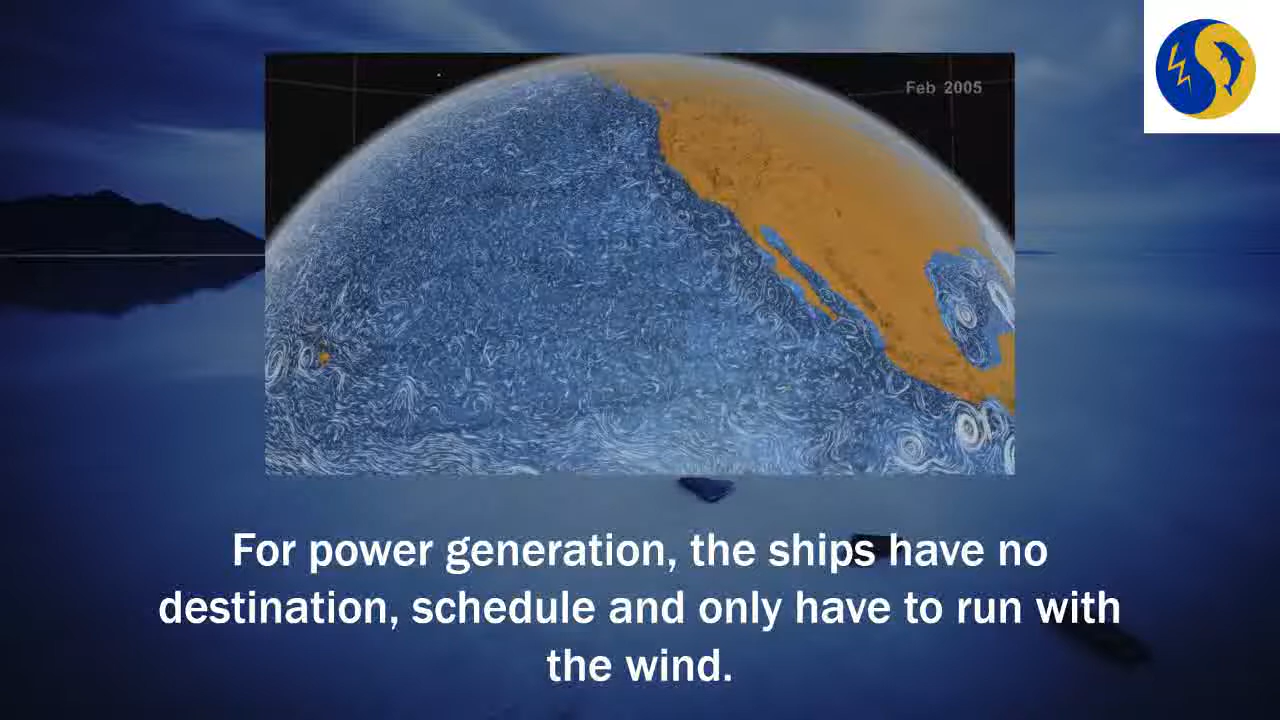 Feb 2005
For power generation, the ships have no
destination, schedule and only have to run with
the wind.